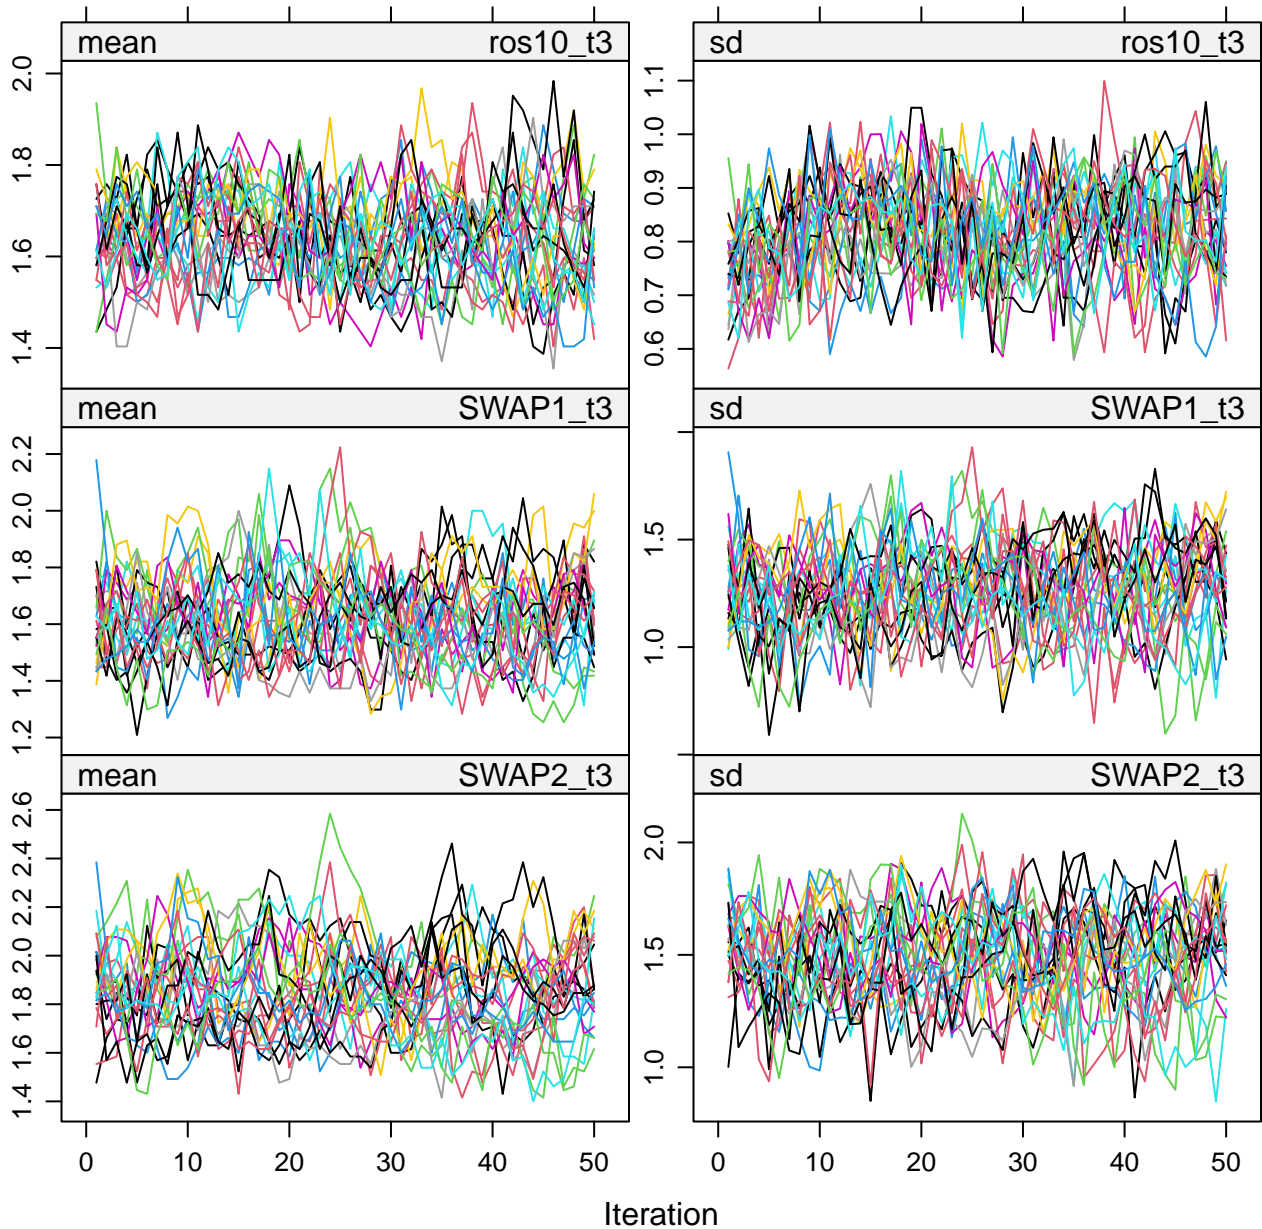 mean ros10_t3 sd ros10_t3
1.4 1.6 1.8 2.0
0.6 0.7 0.8 0.9 1.0 1.1
mean SWAP1_t3 sd SWAP1_t3
1.2 1.4 1.6 1.8 2.0 2.2
1.0 1.5
mean SWAP2_t3 sd SWAP2_t3
1.4 1.6 1.8 2.0 2.2 2.4 2.6
1.0 1.5 2.0
0 10 20 30 40 50 0 10 20 30 40 50
Iteration